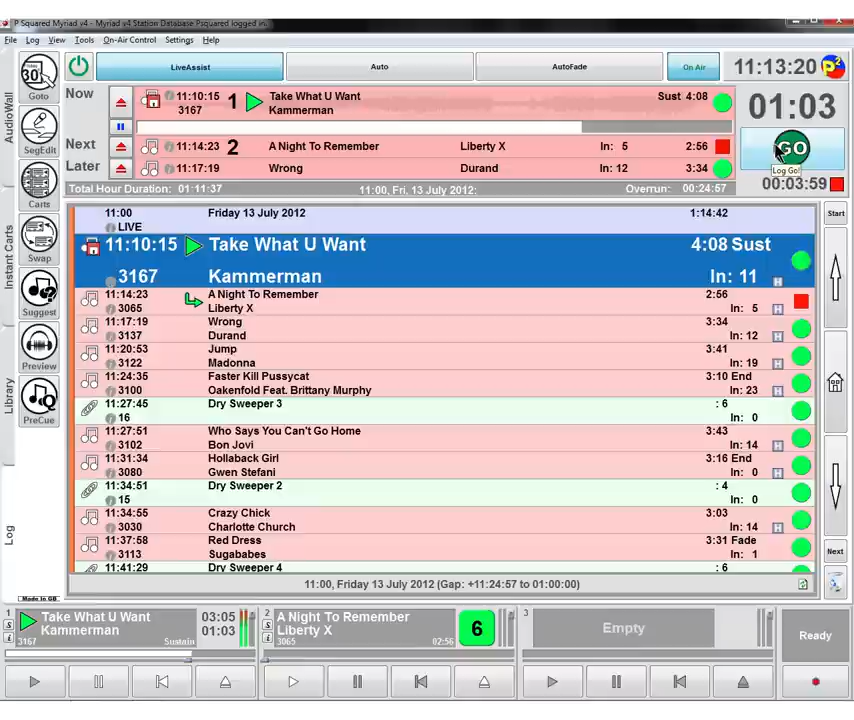 P Squared Myriad v4 - Myriad v4 Station Database Psquared logged in.
File Log View Tools On-Air Control Settings Help
LiveAssist Auto AutoFade On Air 11:13:20
30 Goto
SegEdit
Carts
Swap
Suggest
Preview
PreCue
AudioWall
Instant Carts
Library
Log
Now 11:10:15 1 Take What U Want Sust 4:08
3167 Kammerman
01:03
Next 11:14:23 2 A Night To Remember Liberty X In: 5 2:56
GO
Log Go!
Later 11:17:19 Wrong Durand In: 12 3:34
00:03:59
Total Hour Duration: 01:11:37 11:00, Fri, 13 July 2012: Overrun: 00:24:57
11:00 Friday 13 July 2012 1:14:42
LIVE
11:10:15 Take What U Want 4:08 Sust
3167 Kammerman In: 11
11:14:23 A Night To Remember 2:56
3065 Liberty X In: 5
11:17:19 Wrong 3:34
3137 Durand In: 12
11:20:53 Jump 3:41
3122 Madonna In: 19
11:24:35 Faster Kill Pussycat 3:10 End
3100 Oakenfold Feat. Brittany Murphy In: 23
11:27:45 Dry Sweeper 3 : 6
16 In: 0
11:27:51 Who Says You Can't Go Home 3:43
3102 Bon Jovi In: 14
11:31:34 Hollaback Girl 3:16 End
3080 Gwen Stefani In: 0
11:34:51 Dry Sweeper 2 : 4
15 In: 0
11:34:55 Crazy Chick 3:03
3030 Charlotte Church In: 14
11:37:58 Red Dress 3:31 Fade
3113 Sugababes In: 1
11:41:29 Dry Sweeper 4 : 6
Start
Next
11:00, Friday 13 July 2012 (Gap: +11:24:57 to 01:00:00)
Made in GB
1 Take What U Want 03:05
S Kammerman 01:03
i 3167 Sustain
2 A Night To Remember
S Liberty X 6
i 3065 02:56
3 Empty
Ready